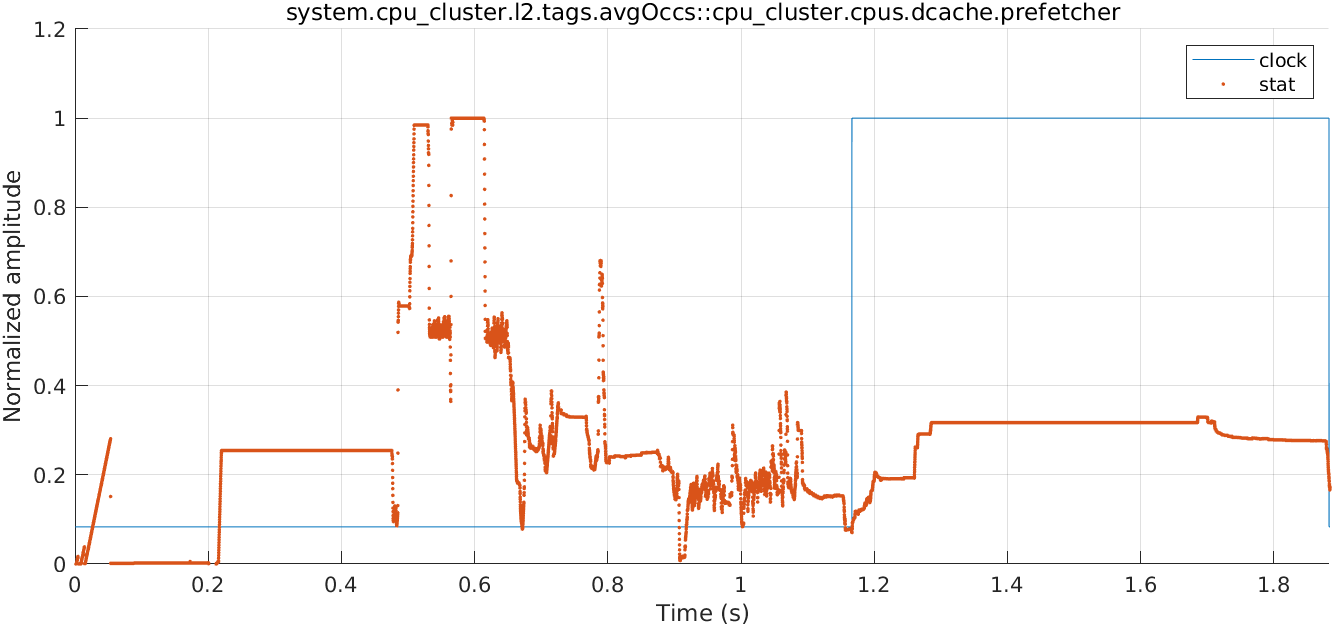 system.cpu_cluster.l2.tags.avgOccs::cpu_cluster.cpus.dcache.prefetcher
1.2
clock
stat
1
0.8
0.6
0.4
0.2
0
Normalized amplitude
0 0.2 0.4 0.6 0.8 1 1.2 1.4 1.6 1.8
Time (s)